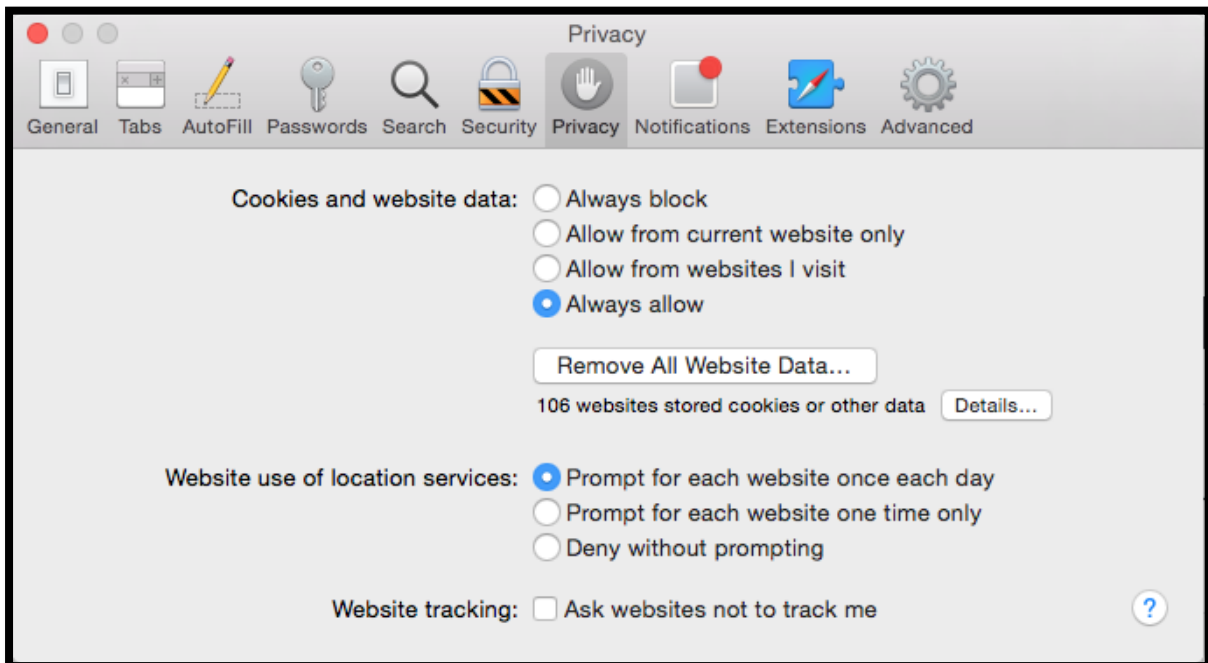 Privacy
General Tabs AutoFill Passwords Search Security Privacy Notifications Extensions Advanced
Cookies and website data: Always block
Allow from current website only
Allow from websites I visit
Always allow
Remove All Website Data...
106 websites stored cookies or other data Details...
Website use of location services: Prompt for each website once each day
Prompt for each website one time only
Deny without prompting
Website tracking: Ask websites not to track me ?